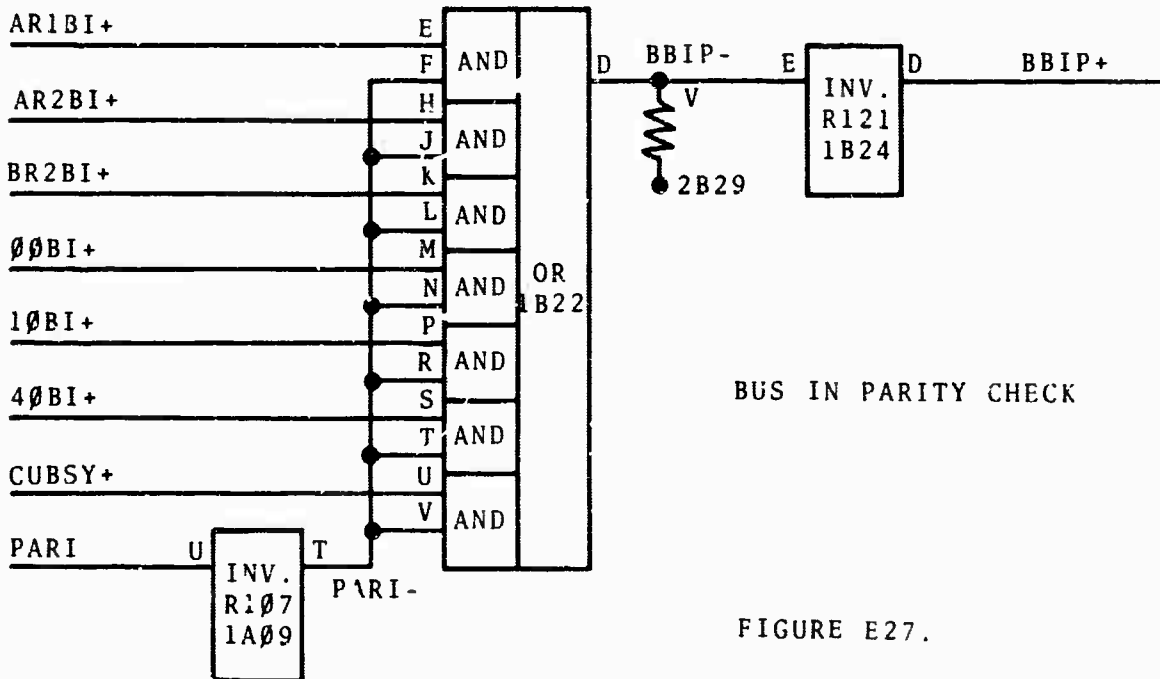 AR1BI+
E
F
AND
D
BBIP-
V
E
INV.
R121
1B24
D
BBIP+
AR2BI+
H
J
AND
2B29
BR2BI+
K
L
AND
ØØBI+
M
N
AND
OR
1B22
1ØBI+
P
R
AND
BUS IN PARITY CHECK
4ØBI+
S
T
AND
CUBSY+
U
V
AND
PARI
U
INV.
R1Ø7
1AØ9
T
PARI-
FIGURE E27.